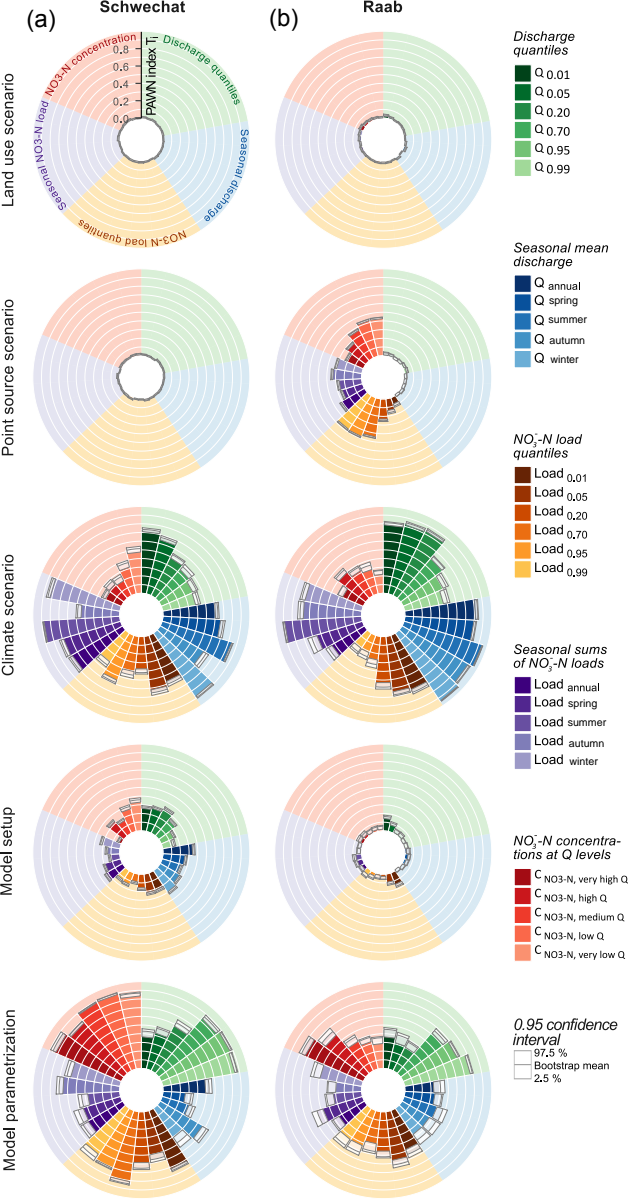 (a)
Schwechat
(b)
Raab
Land use scenario
Point source scenario
Climate scenario
Model setup
Model parametrization
NO3-N concentration
Discharge quantiles
Seasonal discharge
NO3-N load quantiles
Seasonal NO3-N load
PAWN index Ti
0.8
0.6
0.4
0.2
0.0
Discharge
quantiles
Q 0.01
Q 0.05
Q 0.20
Q 0.70
Q 0.95
Q 0.99
Seasonal mean
discharge
Q annual
Q spring
Q summer
Q autumn
Q winter
NO₃⁻-N load
quantiles
Load 0.01
Load 0.05
Load 0.20
Load 0.70
Load 0.95
Load 0.99
Seasonal sums
of NO₃⁻-N loads
Load annual
Load spring
Load summer
Load autumn
Load winter
NO₃⁻-N concentra-
tions at Q levels
C NO3-N, very high Q
C NO3-N, high Q
C NO3-N, medium Q
C NO3-N, low Q
C NO3-N, very low Q
0.95 confidence
interval
97.5 %
Bootstrap mean
2.5 %